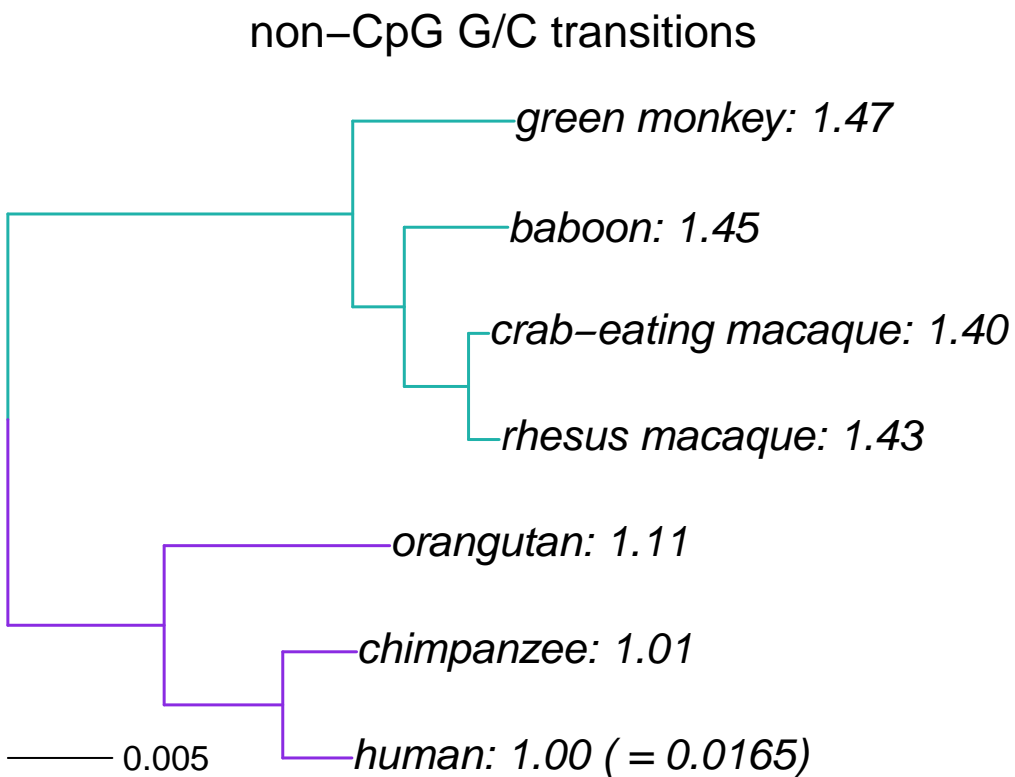 non−CpG G/C transitions
green monkey: 1.47
baboon: 1.45
crab−eating macaque: 1.40
rhesus macaque: 1.43
orangutan: 1.11
chimpanzee: 1.01
human: 1.00 ( = 0.0165)
0.005